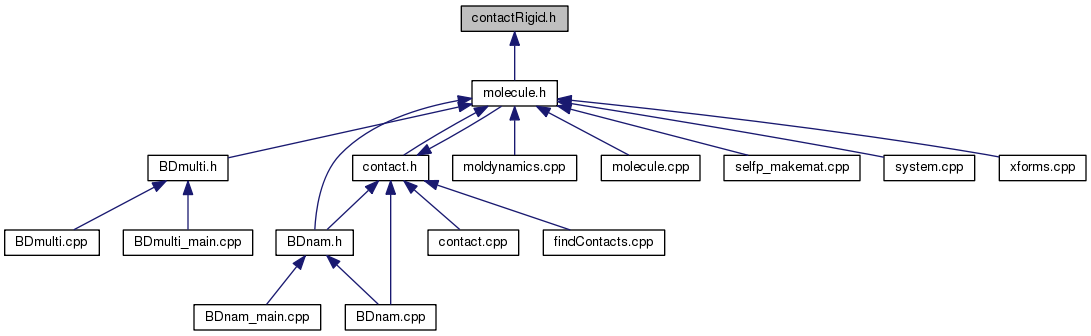 contactRigid.h
molecule.h
BDmulti.h
contact.h
moldynamics.cpp
molecule.cpp
selfp_makemat.cpp
system.cpp
xforms.cpp
BDmulti.cpp
BDmulti_main.cpp
BDnam.h
contact.cpp
findContacts.cpp
BDnam_main.cpp
BDnam.cpp